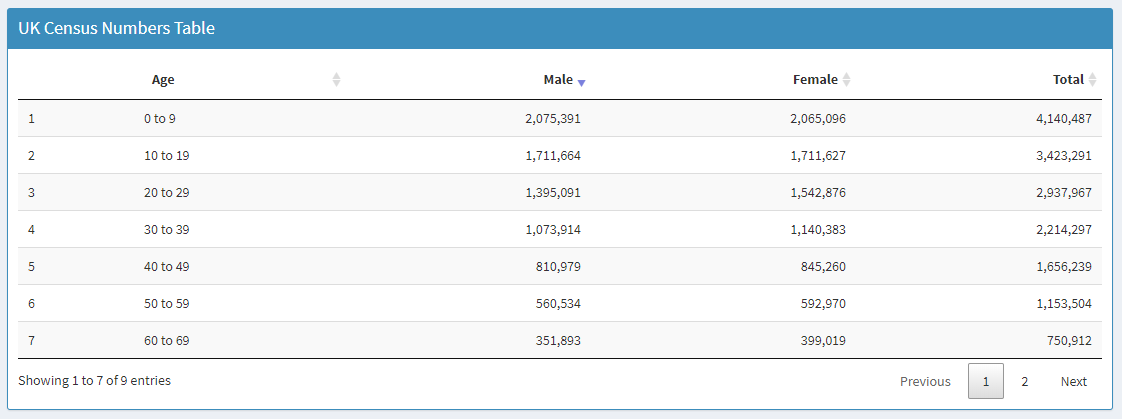 UK Census Numbers Table
Age Male Female Total
1 0 to 9 2,075,391 2,065,096 4,140,487
2 10 to 19 1,711,664 1,711,627 3,423,291
3 20 to 29 1,395,091 1,542,876 2,937,967
4 30 to 39 1,073,914 1,140,383 2,214,297
5 40 to 49 810,979 845,260 1,656,239
6 50 to 59 560,534 592,970 1,153,504
7 60 to 69 351,893 399,019 750,912
Showing 1 to 7 of 9 entries Previous 1 2 Next